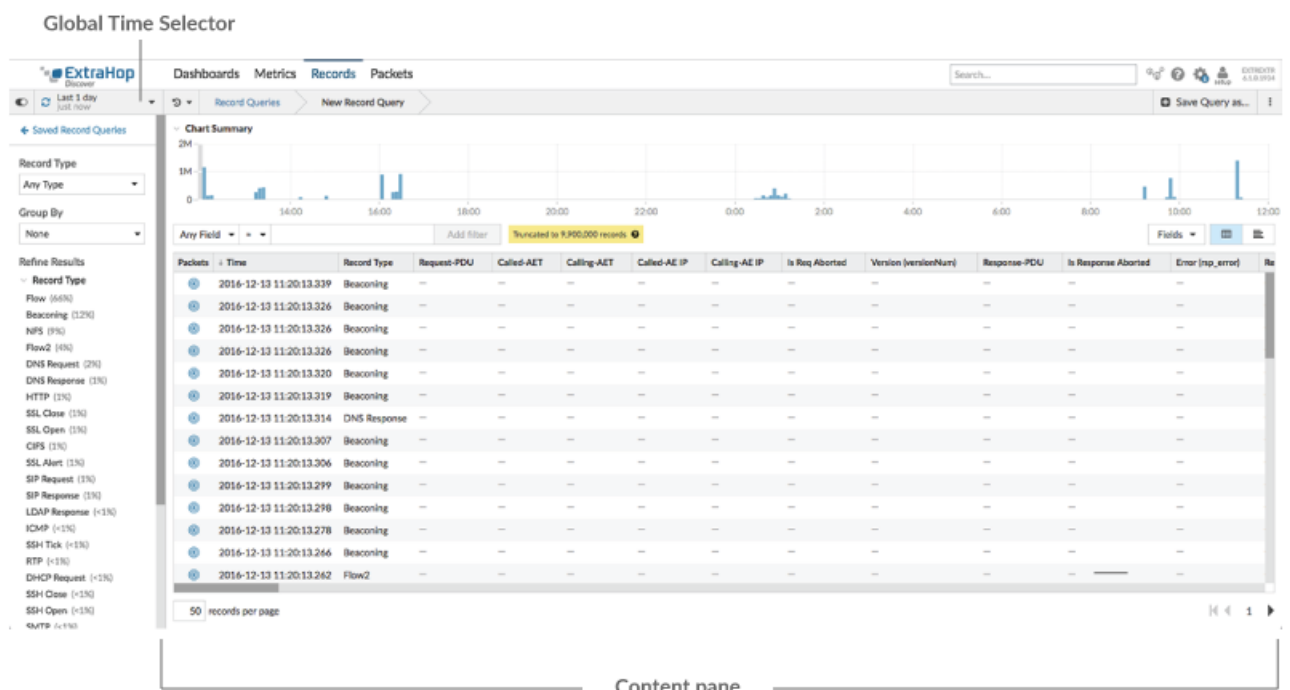 Global Time Selector
ExtraHop
Discover
Dashboards Metrics Records Packets
Search...
Last 1 day
just now
Record Queries New Record Query
Save Query as...
Saved Record Queries
Record Type
Any Type
Group By
None
Refine Results
Record Type
Flow (66%)
Beaconing (12%)
NFS (9%)
Flow2 (4%)
DNS Request (2%)
DNS Response (1%)
HTTP (1%)
SSL Close (1%)
SSL Open (1%)
CIFS (1%)
SSL Alert (1%)
SIP Request (1%)
SIP Response (1%)
LDAP Response (<1%)
ICMP (<1%)
SSH Tick (<1%)
RTP (<1%)
DHCP Request (<1%)
SSH Close (<1%)
SSH Open (<1%)
SMTP (<1%)
Chart Summary
2M
1M
0
14:00 16:00 18:00 20:00 22:00 0:00 2:00 4:00 6:00 8:00 10:00 12:00
Any Field = Add filter Truncated to 9,900,000 records Fields
Packets Time Record Type Request-PDU Called-AET Calling-AET Called-AE IP Calling-AE IP Is Req Aborted Version (versionNum) Response-PDU Is Response Aborted Error (rsp_error) Re
2016-12-13 11:20:13.339 Beaconing — — — — — — — — — —
2016-12-13 11:20:13.326 Beaconing — — — — — — — — — —
2016-12-13 11:20:13.326 Beaconing — — — — — — — — — —
2016-12-13 11:20:13.326 Beaconing — — — — — — — — — —
2016-12-13 11:20:13.320 Beaconing — — — — — — — — — —
2016-12-13 11:20:13.319 Beaconing — — — — — — — — — —
2016-12-13 11:20:13.314 DNS Response — — — — — — — — — —
2016-12-13 11:20:13.307 Beaconing — — — — — — — — — —
2016-12-13 11:20:13.306 Beaconing — — — — — — — — — —
2016-12-13 11:20:13.299 Beaconing — — — — — — — — — —
2016-12-13 11:20:13.298 Beaconing — — — — — — — — — —
2016-12-13 11:20:13.278 Beaconing — — — — — — — — — —
2016-12-13 11:20:13.266 Beaconing — — — — — — — — — —
2016-12-13 11:20:13.262 Flow2 — — — — — — — — — —
50 records per page
1
Content pane